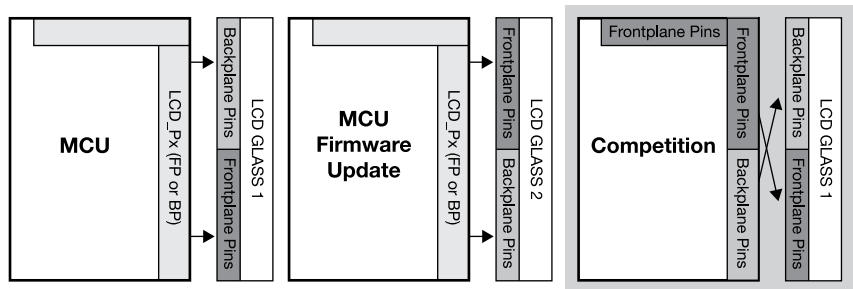 MCU
LCD_Px (FP or BP)
Backplane Pins
Frontplane Pins
LCD GLASS 1
MCU
Firmware
Update
LCD_Px (FP or BP)
Frontplane Pins
Backplane Pins
LCD GLASS 2
Frontplane Pins
Competition
Frontplane Pins
Backplane Pins
Backplane Pins
Frontplane Pins
LCD GLASS 1